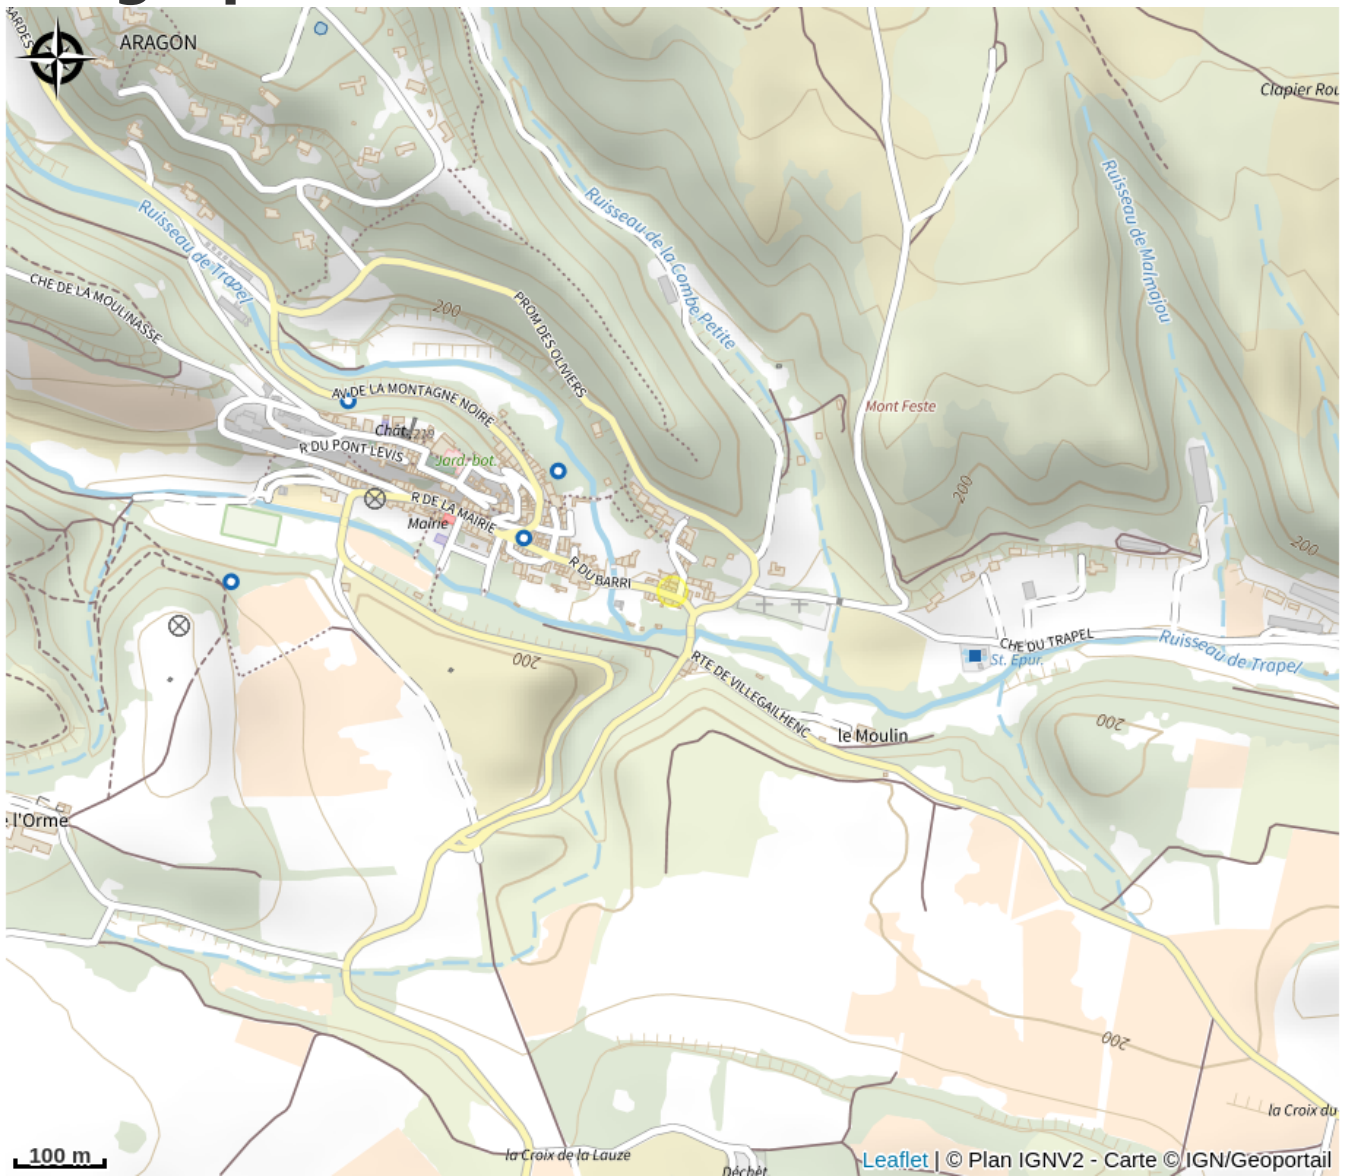 ARAGON
BARDES
Clapier Rou
Ruisseau de la Combe Petite
Ruisseau de Malmajou
Ruisseau de Trapel
CHE DE LA MOULINASSE
200
PROM DES OLIVIERS
AV DE LA MONTAGNE NOIRE
Mont Feste
Chât.
R DU PONT LEVIS
Jard. bot.
200
R DE LA MAIRIE
Mairie
200
R DU BARRI
CHE DU TRAPEL
Ruisseau de Trapel
St. Epur.
200
RTE DE VILLEGAILHENC
200
le Moulin
l'Orme
200
la Croix du
la Croix de la Lauze
100 m
Déchèt.
Leaflet | © Plan IGNV2 - Carte © IGN/Geoportail